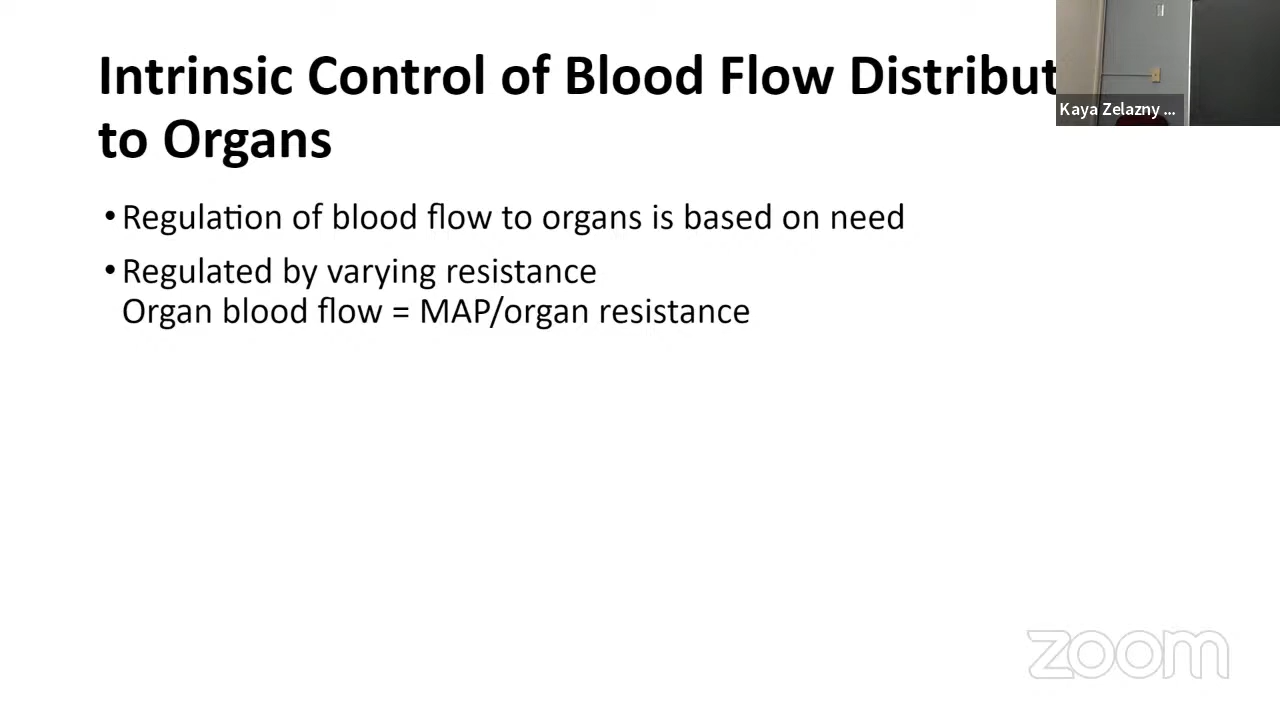 Intrinsic Control of Blood Flow Distribut
to Organs
Kaya Zelazny ...
• Regulation of blood flow to organs is based on need
• Regulated by varying resistance
Organ blood flow = MAP/organ resistance
zoom